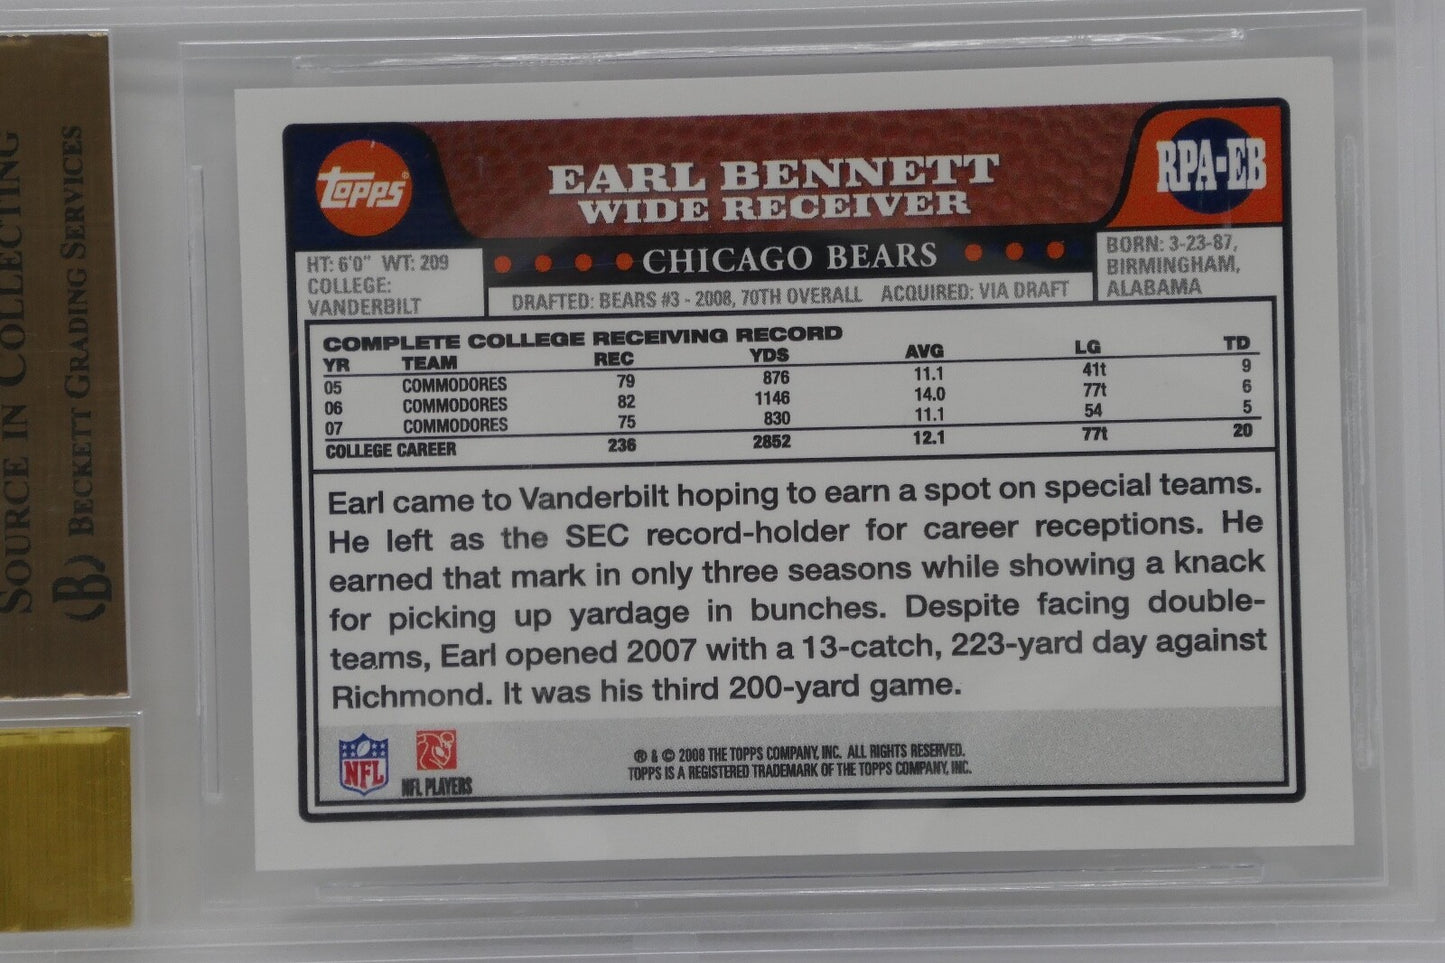 SOURCE IN COLLECTING
BECKETT GRADING SERVICES
B
TOPPS®
EARL BENNETT
WIDE RECEIVER
RPA-EB
CHICAGO BEARS
HT: 6'0" WT: 209
COLLEGE:
VANDERBILT
DRAFTED: BEARS #3 - 2008, 70TH OVERALL ACQUIRED: VIA DRAFT
BORN: 3-23-87,
BIRMINGHAM,
ALABAMA
COMPLETE COLLEGE RECEIVING RECORD
YR TEAM REC YDS AVG LG TD
05 COMMODORES 79 876 11.1 41t 9
06 COMMODORES 82 1146 14.0 77t 6
07 COMMODORES 75 830 11.1 54 5
COLLEGE CAREER 236 2852 12.1 77t 20
Earl came to Vanderbilt hoping to earn a spot on special teams.
He left as the SEC record-holder for career receptions. He
earned that mark in only three seasons while showing a knack
for picking up yardage in bunches. Despite facing double-
teams, Earl opened 2007 with a 13-catch, 223-yard day against
Richmond. It was his third 200-yard game.
NFL
NFL PLAYERS
® & © 2008 THE TOPPS COMPANY, INC. ALL RIGHTS RESERVED.
TOPPS IS A REGISTERED TRADEMARK OF THE TOPPS COMPANY, INC.